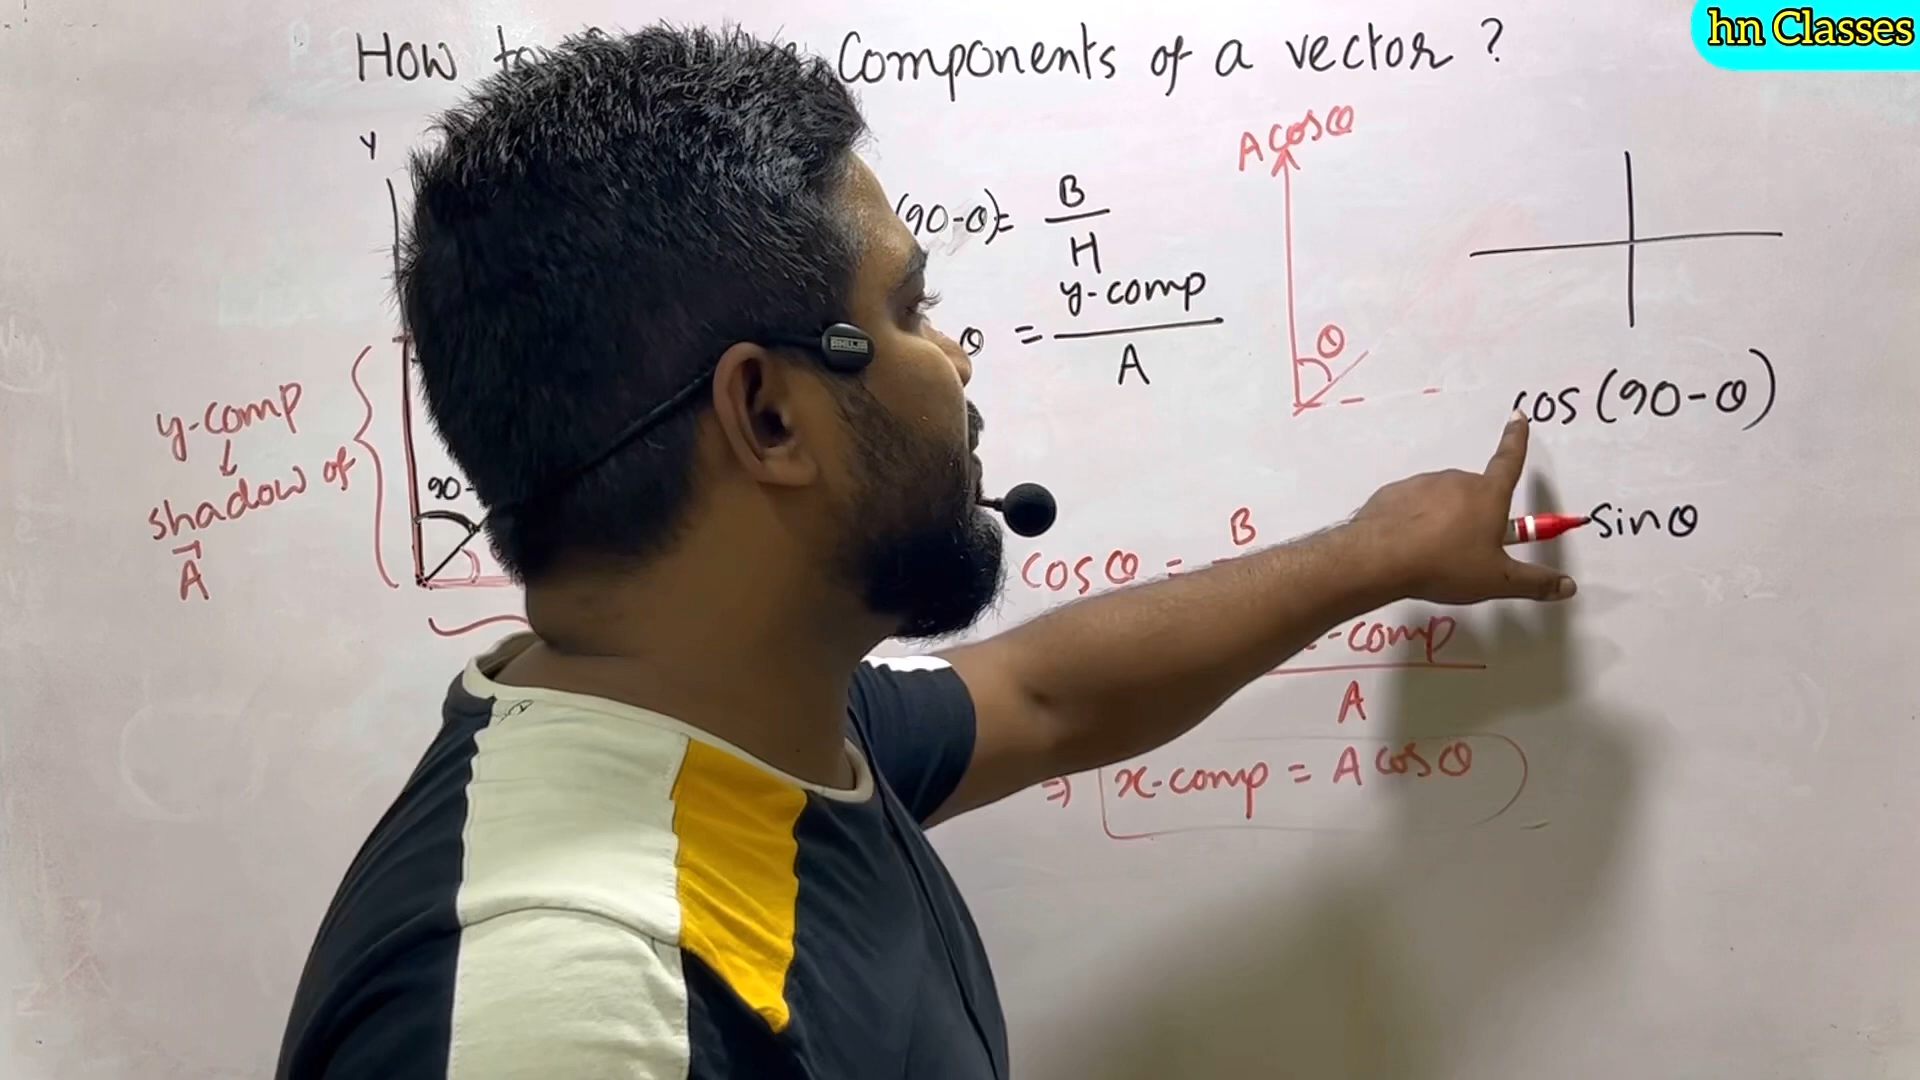 hn Classes
How to Components of a vector ?
Y
A cosθ
(90-θ)= B
H
y-comp
θ =
A
θ
cos (90-θ)
y-comp
↓
shadow of
A
90-
sinθ
cosθ = B
-comp
A
⇒ x-comp = A cosθ